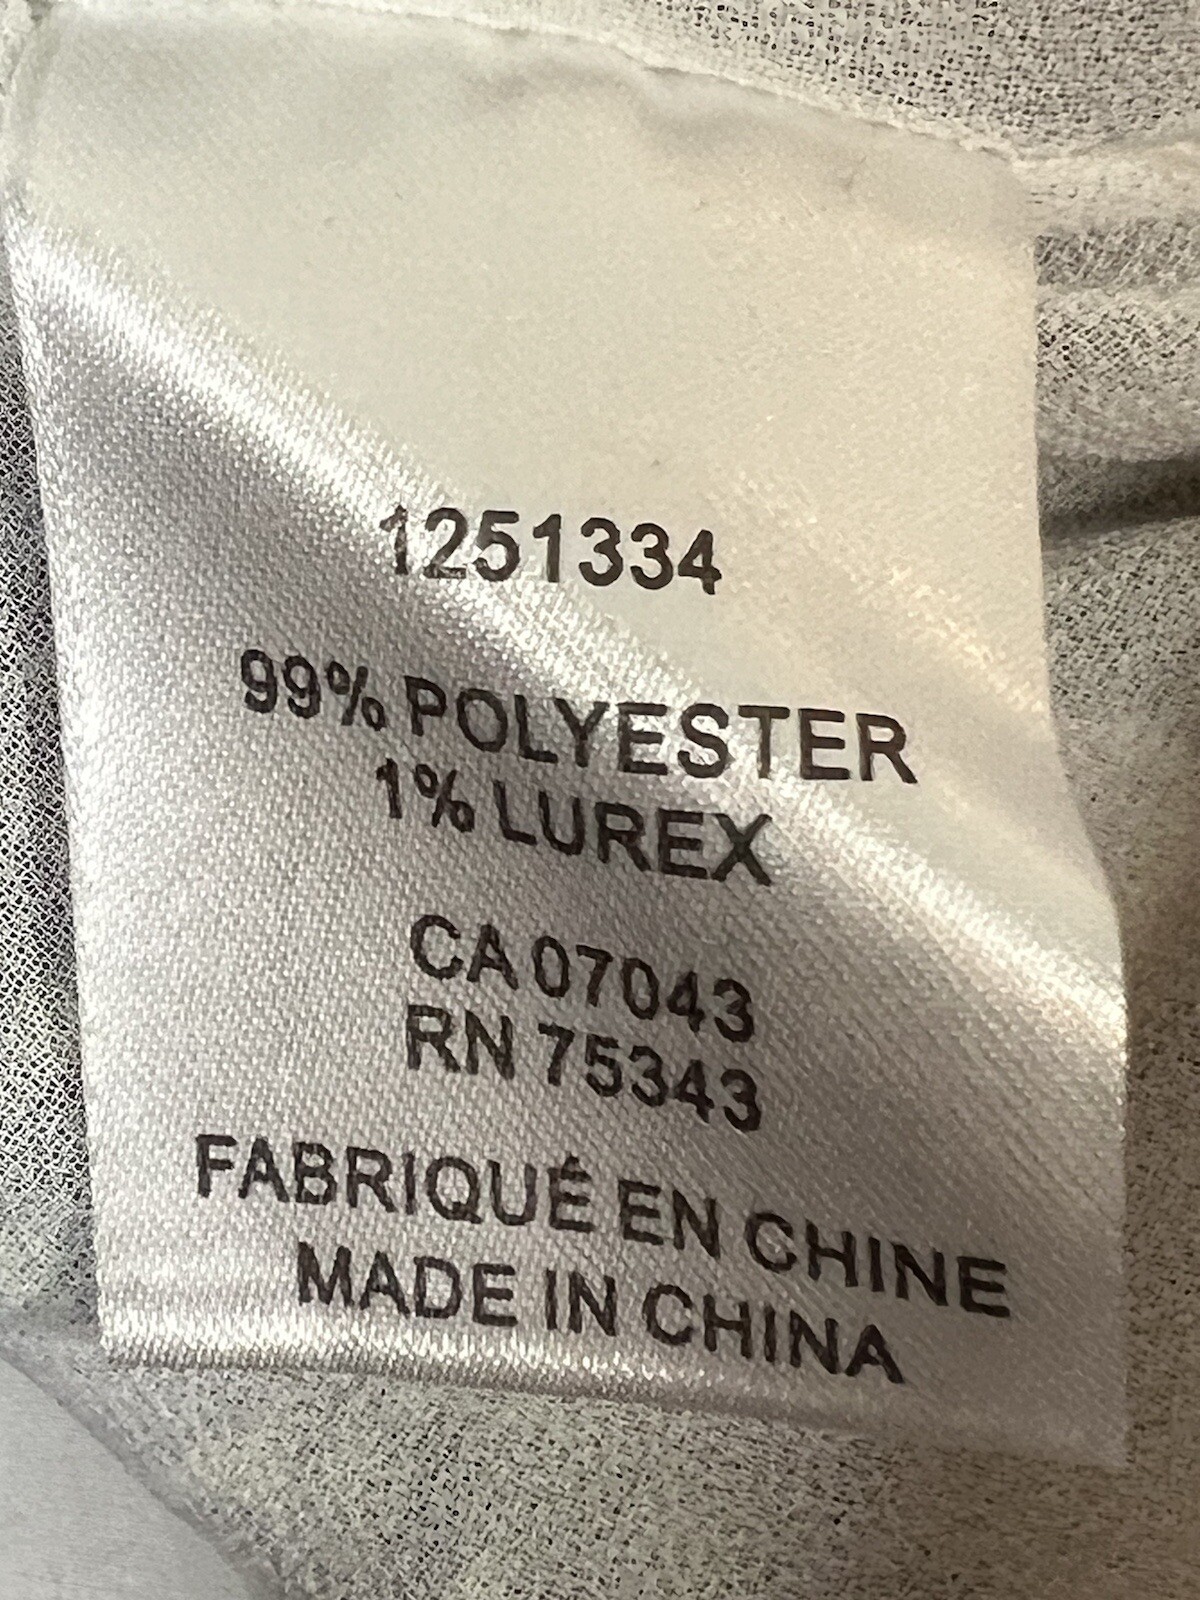 1251334
99% POLYESTER
1% LUREX
CA 07043
RN 75343
FABRIQUÉ EN CHINE
MADE IN CHINA